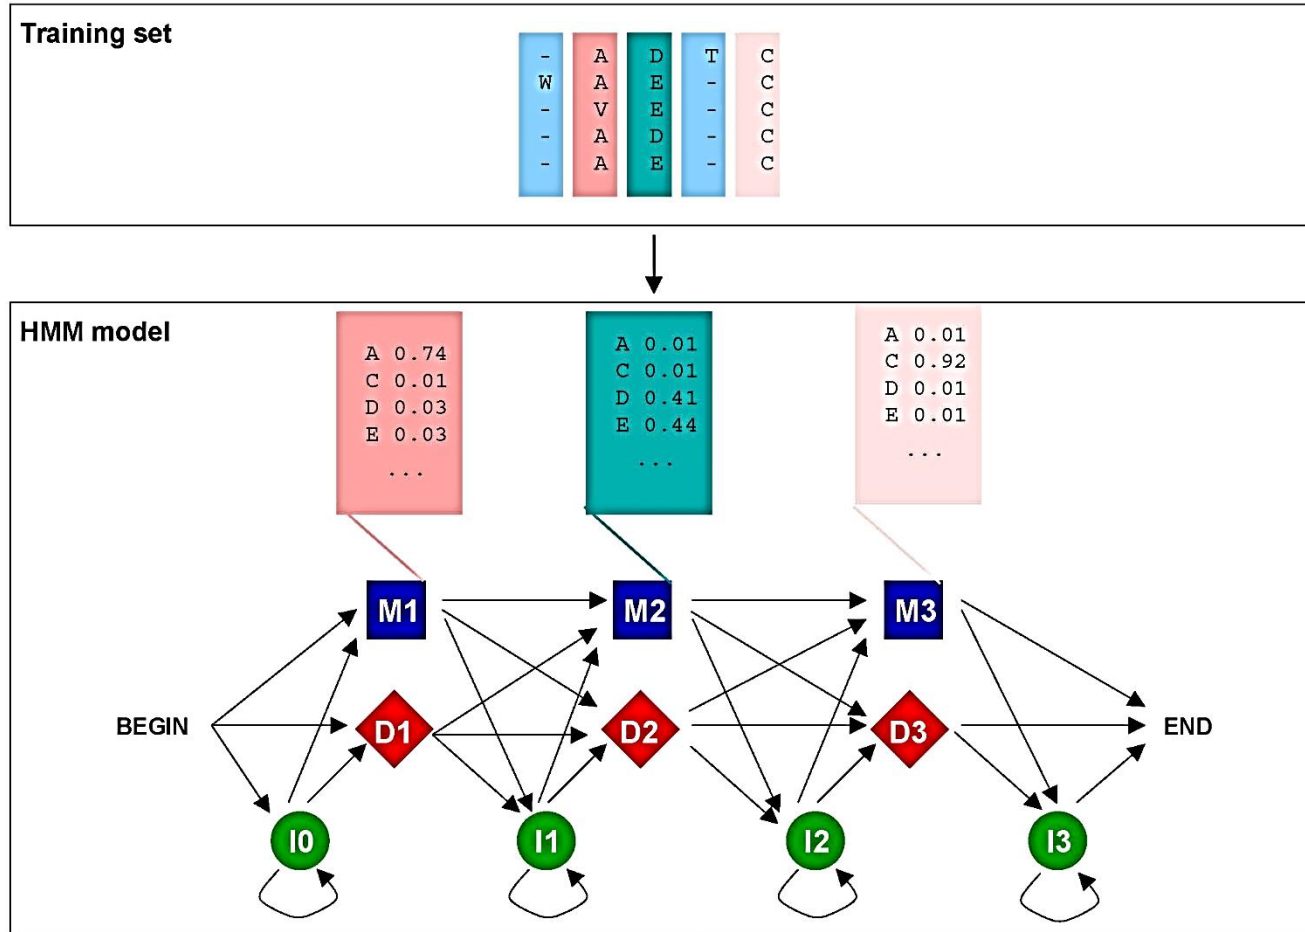 Training set
- A D T C
W A E - C
- V E - C
- A D - C
- A E - C
HMM model
A 0.74
C 0.01
D 0.03
E 0.03
...
A 0.01
C 0.01
D 0.41
E 0.44
...
A 0.01
C 0.92
D 0.01
E 0.01
...
M1 M2 M3
BEGIN D1 D2 D3 END
I0 I1 I2 I3